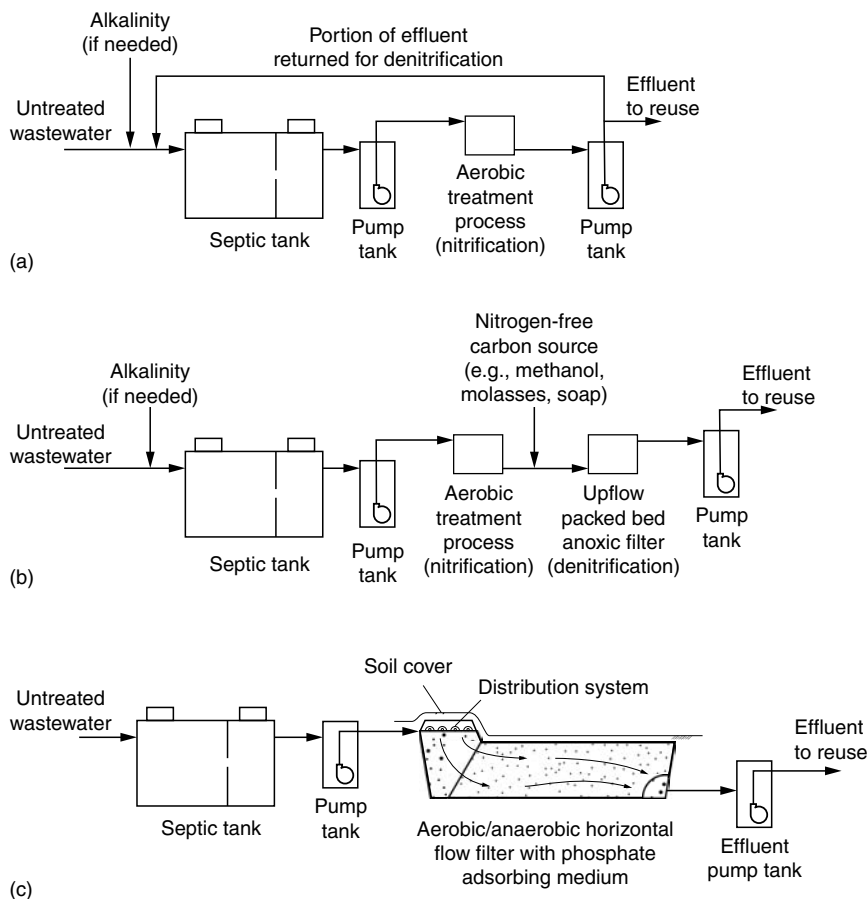 Alkalinity
(if needed)
Portion of effluent
returned for denitrification
Effluent
to reuse
Untreated
wastewater
Septic tank
Pump
tank
Aerobic
treatment
process
(nitrification)
Pump
tank
(a)
Nitrogen-free
carbon source
(e.g., methanol,
molasses, soap)
Alkalinity
(if needed)
Effluent
to reuse
Untreated
wastewater
Septic tank
Pump
tank
Aerobic
treatment
process
(nitrification)
Upflow
packed bed
anoxic filter
(denitrification)
Pump
tank
(b)
Soil cover
Distribution system
Untreated
wastewater
Effluent
to reuse
Septic tank
Pump
tank
Aerobic/anaerobic horizontal
flow filter with phosphate
adsorbing medium
Effluent
pump tank
(c)